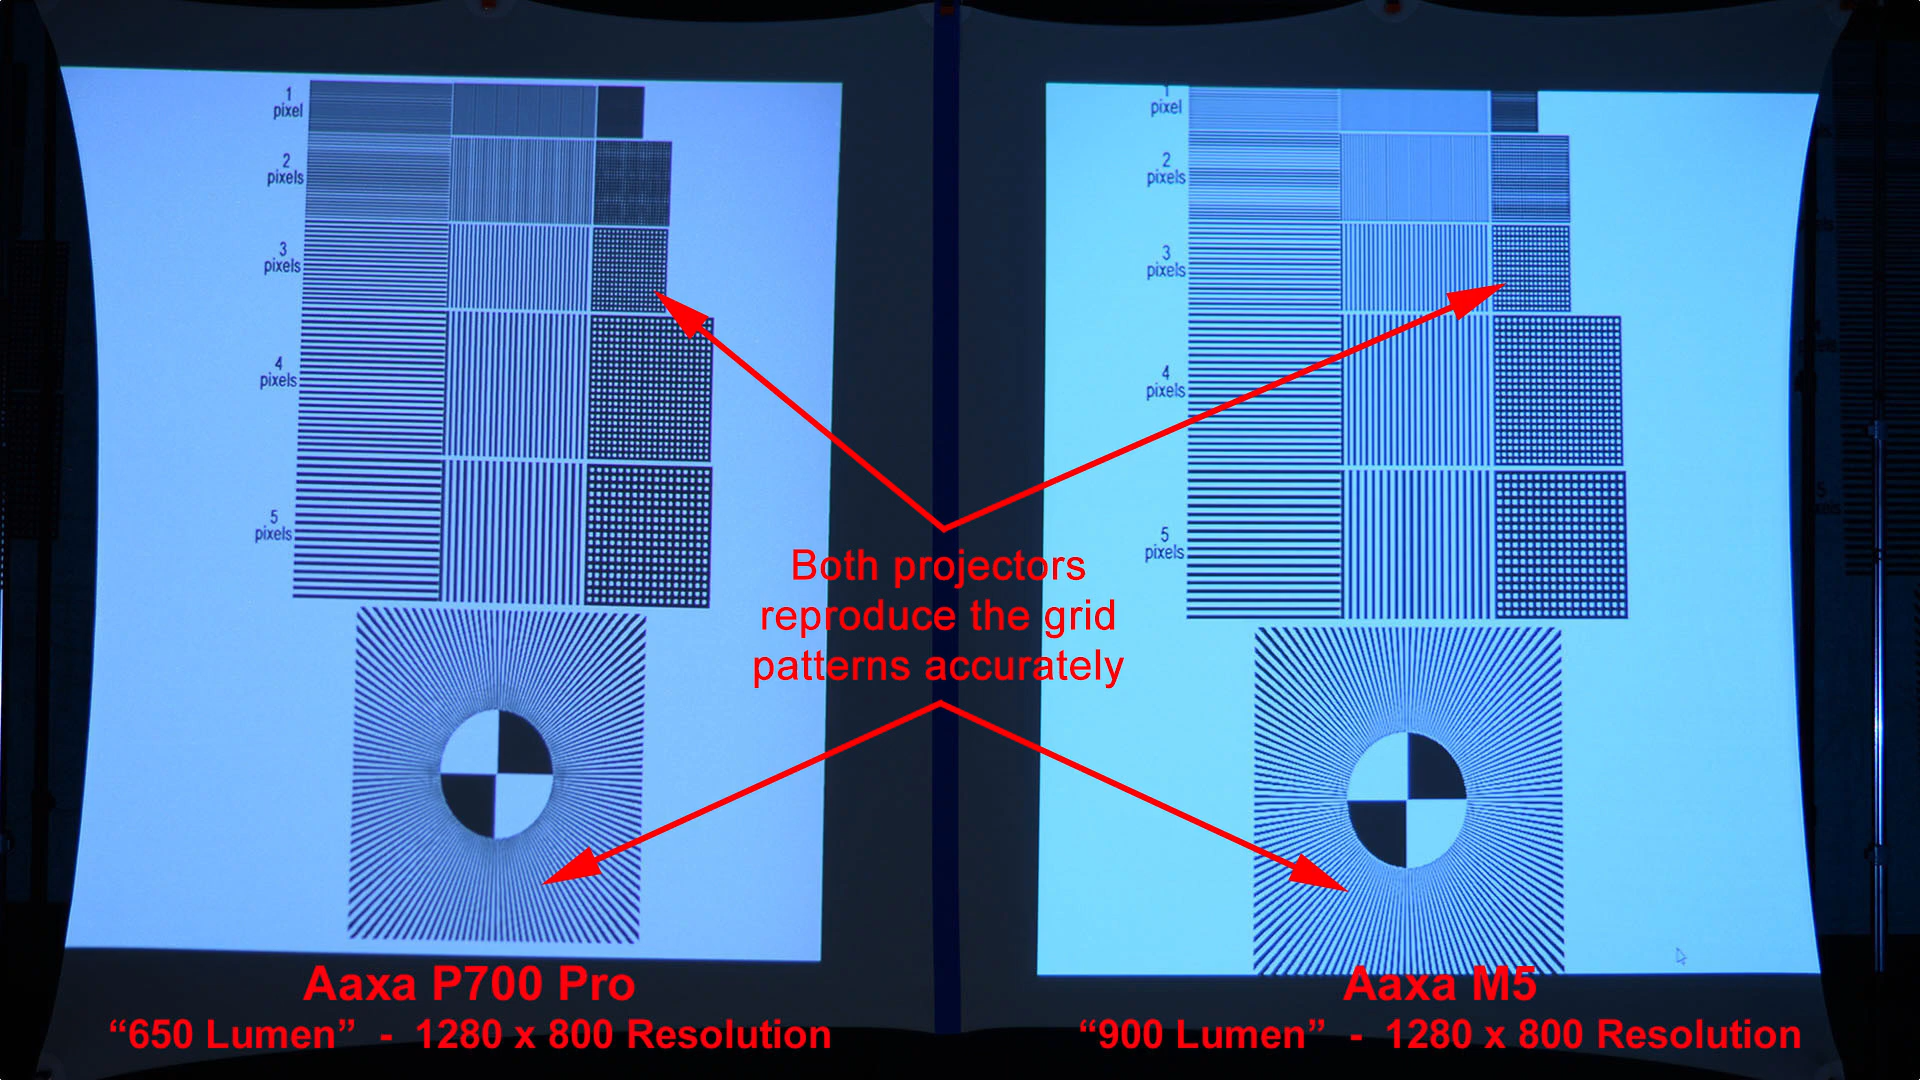 1
pixel
2
pixels
3
pixels
4
pixels
5
pixels
1
pixel
2
pixels
3
pixels
4
pixels
5
pixels
Both projectors
reproduce the grid
patterns accurately
Aaxa P700 Pro
“650 Lumen” - 1280 x 800 Resolution
Aaxa M5
“900 Lumen” - 1280 x 800 Resolution